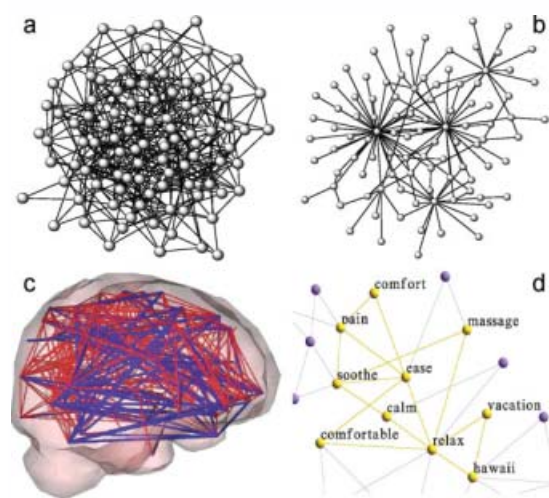 a
b
c
d
comfort
pain
massage
soothe
ease
calm
vacation
comfortable
relax
hawaii